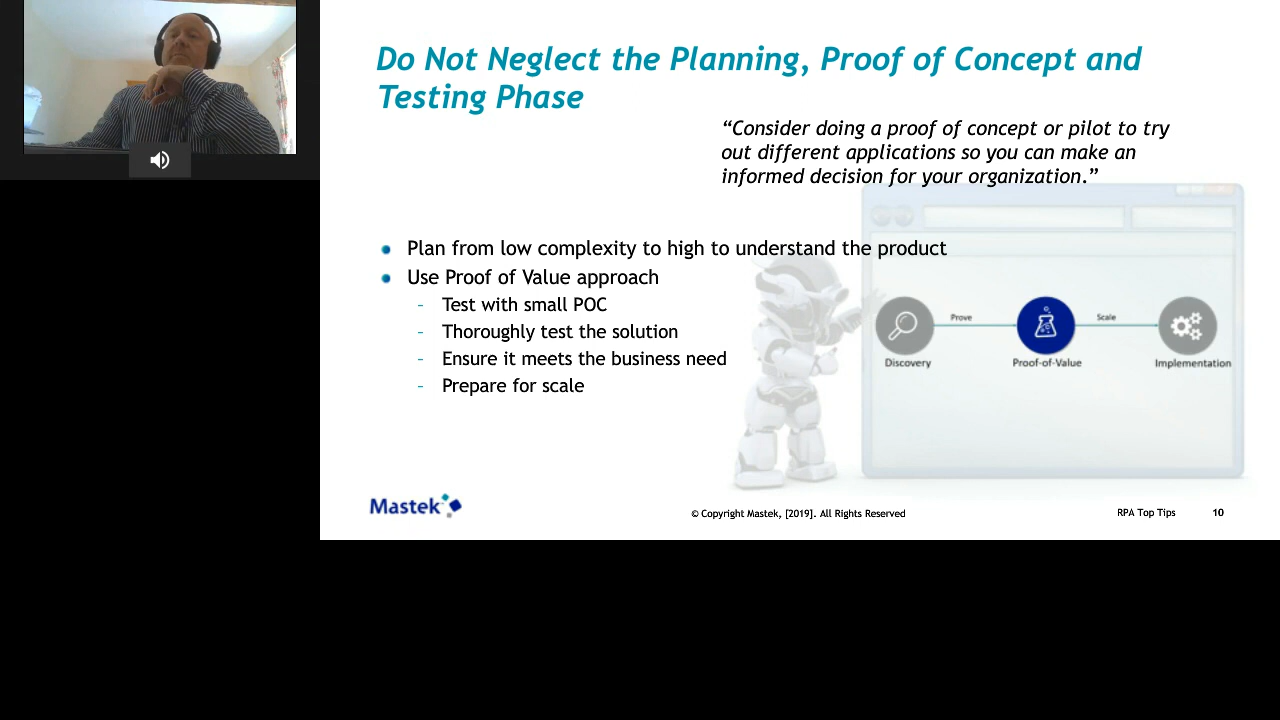 Do Not Neglect the Planning, Proof of Concept and
Testing Phase
“Consider doing a proof of concept or pilot to try
out different applications so you can make an
informed decision for your organization.”
Plan from low complexity to high to understand the product
Use Proof of Value approach
- Test with small POC
- Thoroughly test the solution
- Ensure it meets the business need
- Prepare for scale
Prove
Scale
Discovery
Proof-of-Value
Implementation
Mastek
© Copyright Mastek, [2019]. All Rights Reserved
RPA Top Tips
10